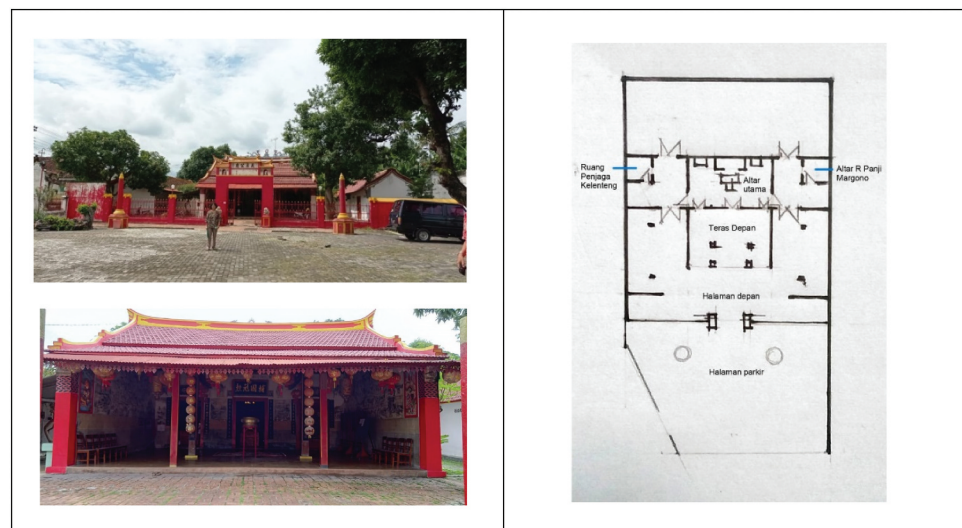 Ruang
Penjaga
Kelenteng
Altar
utama
Altar R Panji
Margono
Teras Depan
Halaman depan
Halaman parkir